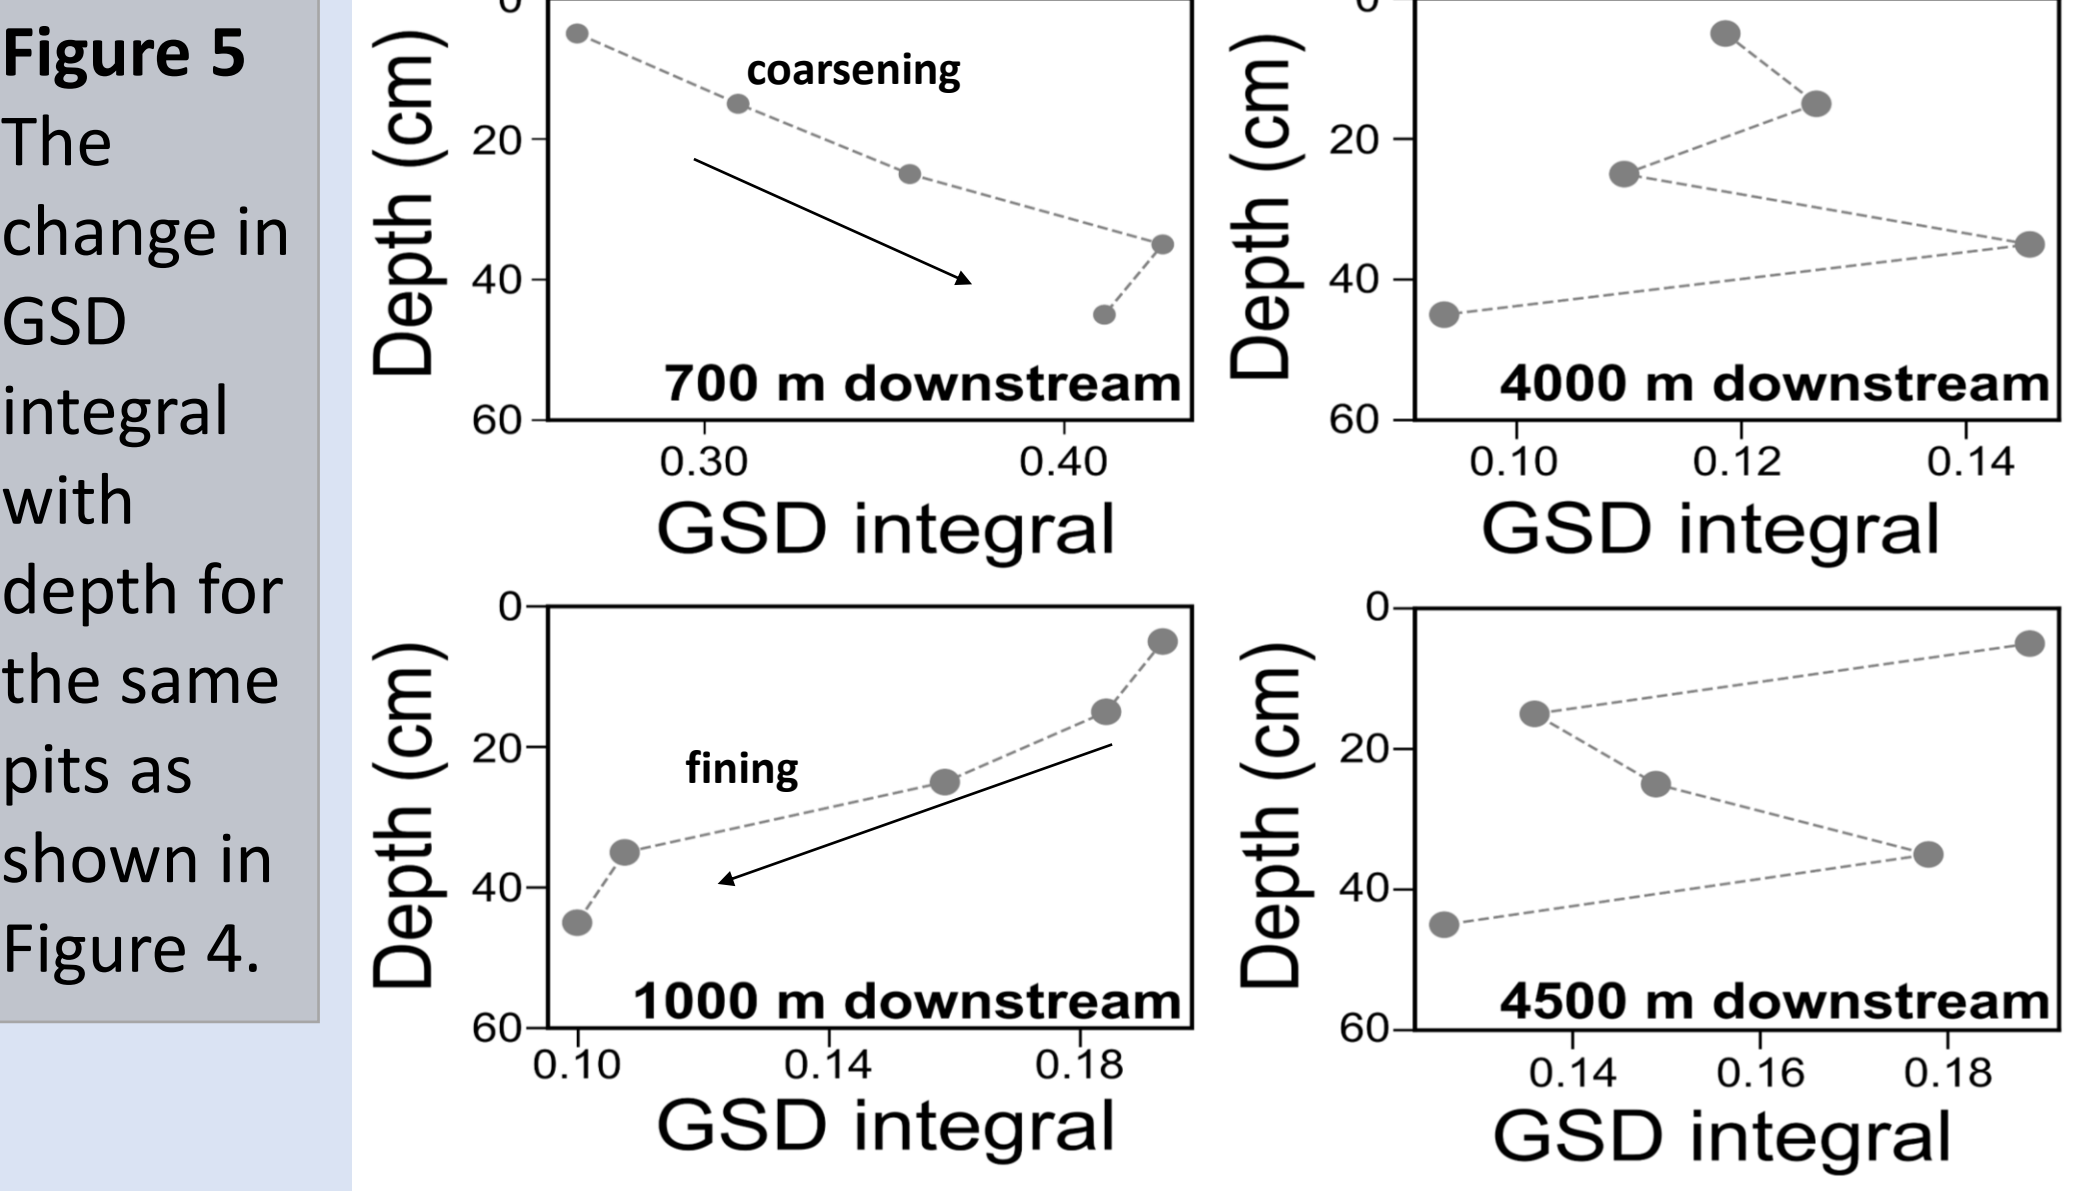 Figure 5
The
change in
GSD
integral
with
depth for
the same
pits as
shown in
Figure 4.
0
20
40
60
Depth (cm)
coarsening
700 m downstream
0.30 0.40
GSD integral
0
20
40
60
Depth (cm)
4000 m downstream
0.10 0.12 0.14
GSD integral
0
20
40
60
Depth (cm)
fining
1000 m downstream
0.10 0.14 0.18
GSD integral
0
20
40
60
Depth (cm)
4500 m downstream
0.14 0.16 0.18
GSD integral